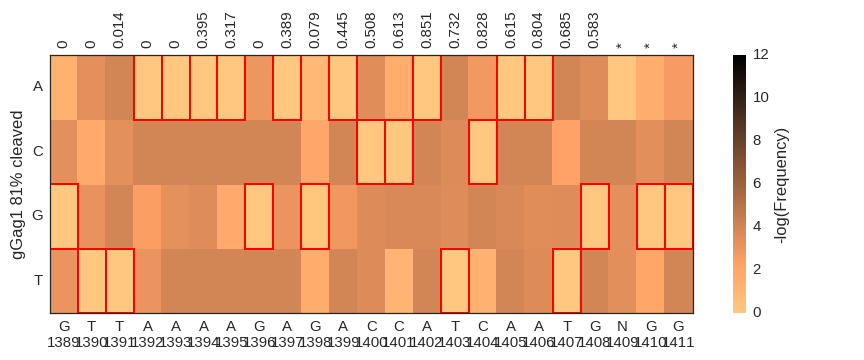 0 0 0.014 0 0 0.395 0.317 0 0.389 0.079 0.445 0.508 0.613 0.851 0.732 0.828 0.615 0.804 0.685 0.583 * * *
A
C
G
T
gGag1 81% cleaved
G T T A A A A G A G A C C A T C A A T G N G G
1389 1390 1391 1392 1393 1394 1395 1396 1397 1398 1399 1400 1401 1402 1403 1404 1405 1406 1407 1408 1409 1410 1411
12
10
8
6
4
2
0
-log(Frequency)